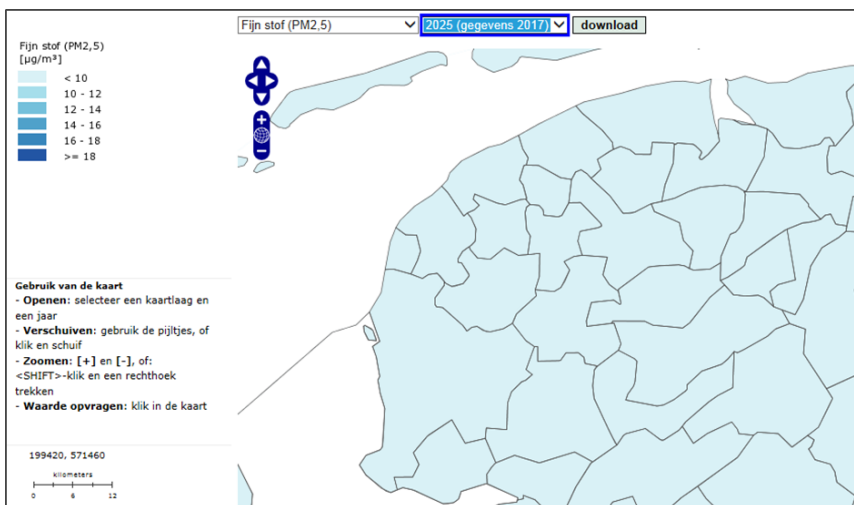 Fijn stof (PM2,5)
2025 (gegevens 2017)
download
Fijn stof (PM2,5)
[µg/m³]
< 10
10 - 12
12 - 14
14 - 16
16 - 18
>= 18
Gebruik van de kaart
- Openen: selecteer een kaartlaag en
een jaar
- Verschuiven: gebruik de pijltjes, of
klik en schuif
- Zoomen: [+] en [-], of:
<SHIFT>-klik en een rechthoek
trekken
- Waarde opvragen: klik in de kaart
199420, 571460
kilometers
0 6 12